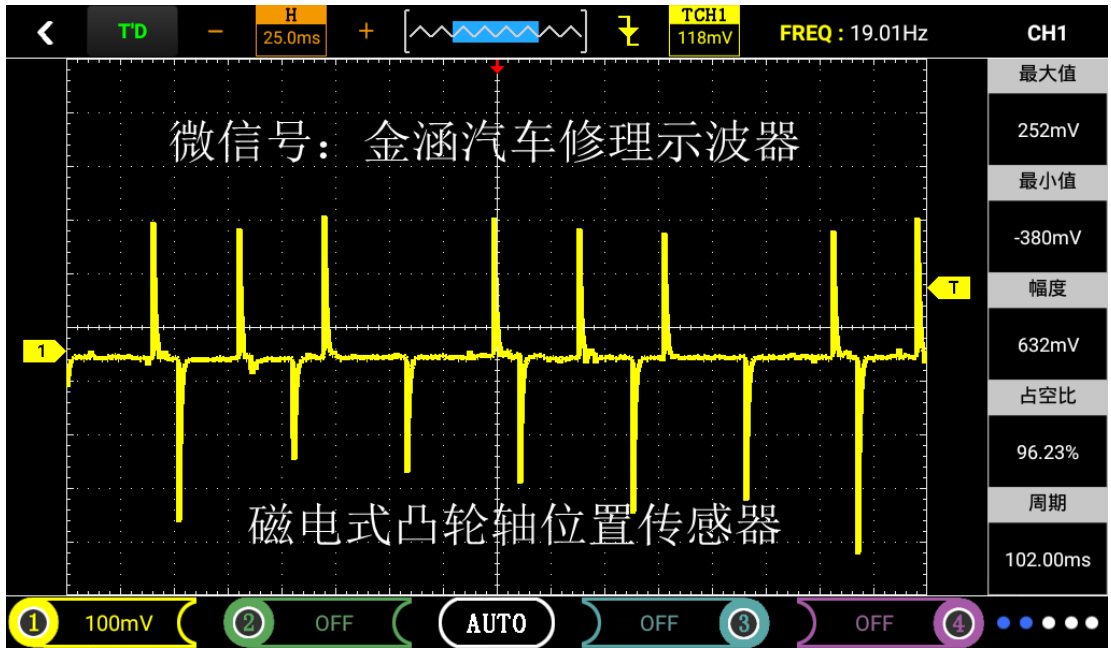 T'D
H
25.0ms
TCH1
118mV
FREQ : 19.01Hz
CH1
微信号：金涵汽车修理示波器
磁电式凸轮轴位置传感器
1
T
最大值
252mV
最小值
-380mV
幅度
632mV
占空比
96.23%
周期
102.00ms
1
100mV
2
OFF
AUTO
OFF
3
OFF
4